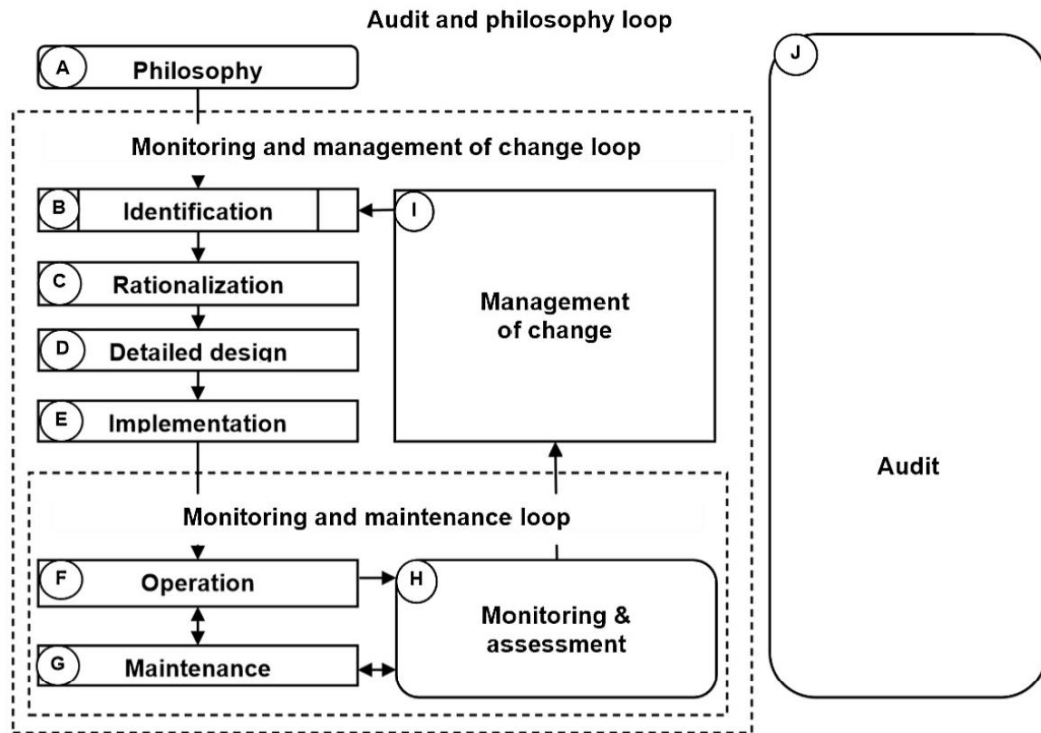 Audit and philosophy loop
A
Philosophy
J
Monitoring and management of change loop
B
Identification
I
C
Rationalization
Management
of change
D
Detailed design
E
Implementation
Audit
Monitoring and maintenance loop
F
Operation
H
Monitoring &
assessment
G
Maintenance